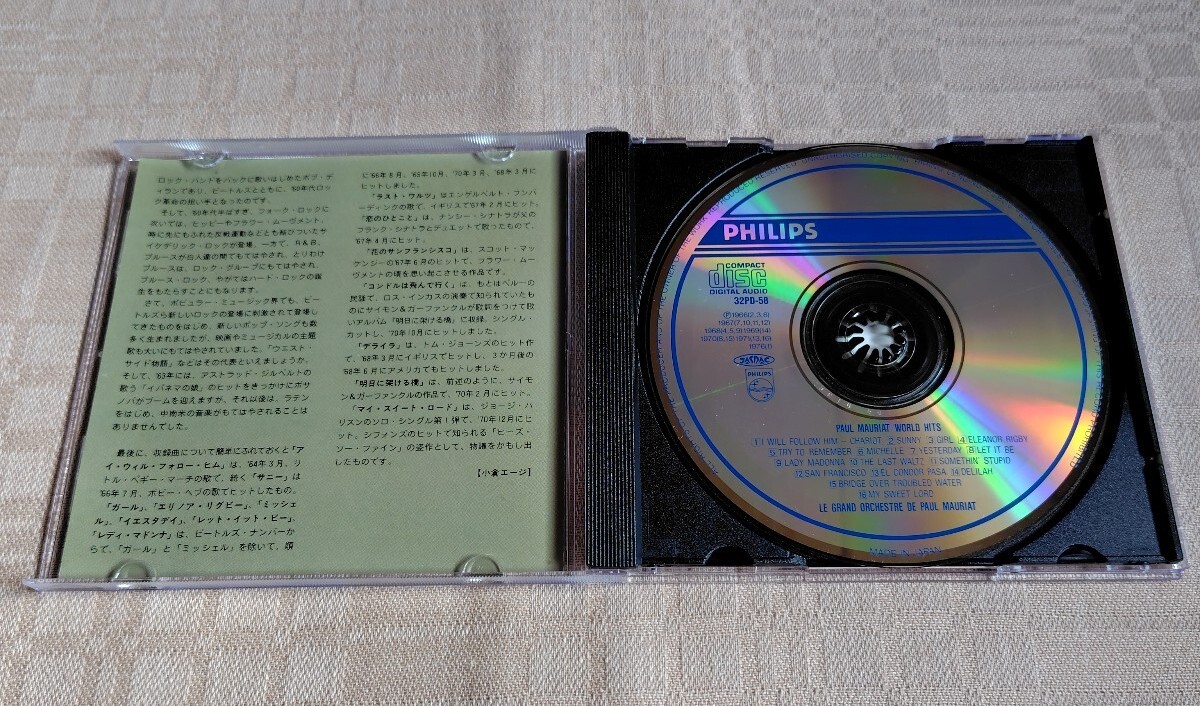 ロック・バンドをバックに歌いはじめたボブ・デ
ィランであり、ビートルズとともに、'60年代ロッ
ク革命の担い手となったのです。
そして、'60年代半ばすぎ、フォーク・ロックに
次いでは、ヒッピーやフラワー・ムーヴメント、
時に先にもふれた反戦運動などとも結びついたサ
イケデリック・ロックが登場。一方で、R&B、
ブルースが白人達の間でもてはやされ、とりわけ
ブルースは、ロック・グループにもてはやされ、
ブルース・ロック、やがてはハード・ロックの誕
生をもたらすことにもなります。
さて、ポピュラー・ミュージック界でも、ビー
トルズら新しいロックの登場に刺激されて登場し
てきたものをはじめ、新しいポップ・ソングも数
多く生まれましたが、映画やミュージカルの主題
歌も大いにもてはやされていました。「ウエスト・
サイド物語」などはその代表といえましょうか。
そして、'63年には、アストラッド・ジルベルトの
歌う「イパネマの娘」のヒットをきっかけにボサ
ノバがブームを迎えますが、それ以後は、ラテン
をはじめ、中南米の音楽がもてはやされることは
ありませんでした。
最後に、収録曲について簡単にふれておくと「アイ
・ウィル・フォロー・ヒム」は、'64年3月、リ
トル・ペギー・マーチの歌で、続く「サニー」は
'66年7月、ボビー・ヘブの歌でヒットしたもの。
「ガール」、「エリノア・リグビー」、「ミッシェ
ル」、「イエスタデイ」、「レット・イット・ビー」、
「レディ・マドンナ」は、ビートルズ・ナンバーか
らで、「ガール」と「ミッシェル」を除いて、順
に'66年8月、'65年10月、'70年3月、'68年3月に
ヒットしました。
「ラスト・ワルツ」はエンゲルベルト・フンパ
ーディンクの歌で、イギリスで'67年2月にヒット。
「恋のひとこと」は、ナンシー・シナトラが父の
フランク・シナトラとデュエットで歌ったもので、
'67年4月にヒット。
「花のサンフランシスコ」は、スコット・マッ
ケンジーの'67年6月のヒットで、フラワー・ムー
ヴメントの頃を思い起こさせる作品です。
「コンドルは飛んで行く」は、もとはペルーの
民謡で、ロス・インカスの演奏で知られていたも
のにサイモン&ガーファンクルが歌詞をつけて歌
いアルバム「明日に架ける橋」に収録。シングル・
カットし、'70年10月にヒットしました。
「デライラ」は、トム・ジョーンズのヒット作
で、'68年3月にイギリスでヒットし、3か月後の
'68年6月にアメリカでもヒットしました。
「明日に架ける橋」は、前述のように、サイモ
ン&ガーファンクルの作品で、'70年2月にヒット。
「マイ・スイート・ロード」は、ジョージ・ハ
リスンのソロ・シングル第1弾で、'70年12月にヒ
ット。シフォンズのヒットで知られる「ヒーズ・
ソー・ファイン」の盗作として、物議をかもし出
したものです。
【小倉エージ】
PHILIPS
COMPACT
disc
DIGITAL AUDIO
32PD-58
Ⓟ1966(2,3,6)
1967(7,10,11,12)
1968(4,5,9)1969(14)
1970(8,15)1971(13,16)
1976(1)
JASRAC
PHILIPS
PAUL MAURIAT WORLD HITS
1 I WILL FOLLOW HIM – CHARIOT 2 SUNNY 3 GIRL 4 ELEANOR RIGBY
5 TRY TO REMEMBER 6 MICHELLE 7 YESTERDAY 8 LET IT BE
9 LADY MADONNA 10 THE LAST WALTZ 11 SOMETHIN' STUPID
12 SAN FRANCISCO 13 EL CONDOR PASA 14 DELILAH
15 BRIDGE OVER TROUBLED WATER
16 MY SWEET LORD
LE GRAND ORCHESTRE DE PAUL MAURIAT
MADE IN JAPAN